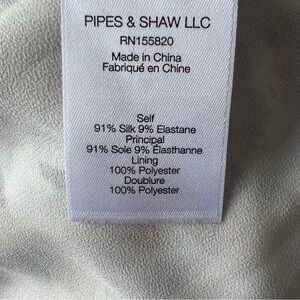 PIPES & SHAW LLC
RN155820
Made in China
Fabriqué en Chine
Self
91% Silk 9% Elastane
Principal
91% Soie 9% Élasthanne
Lining
100% Polyester
Doublure
100% Polyester